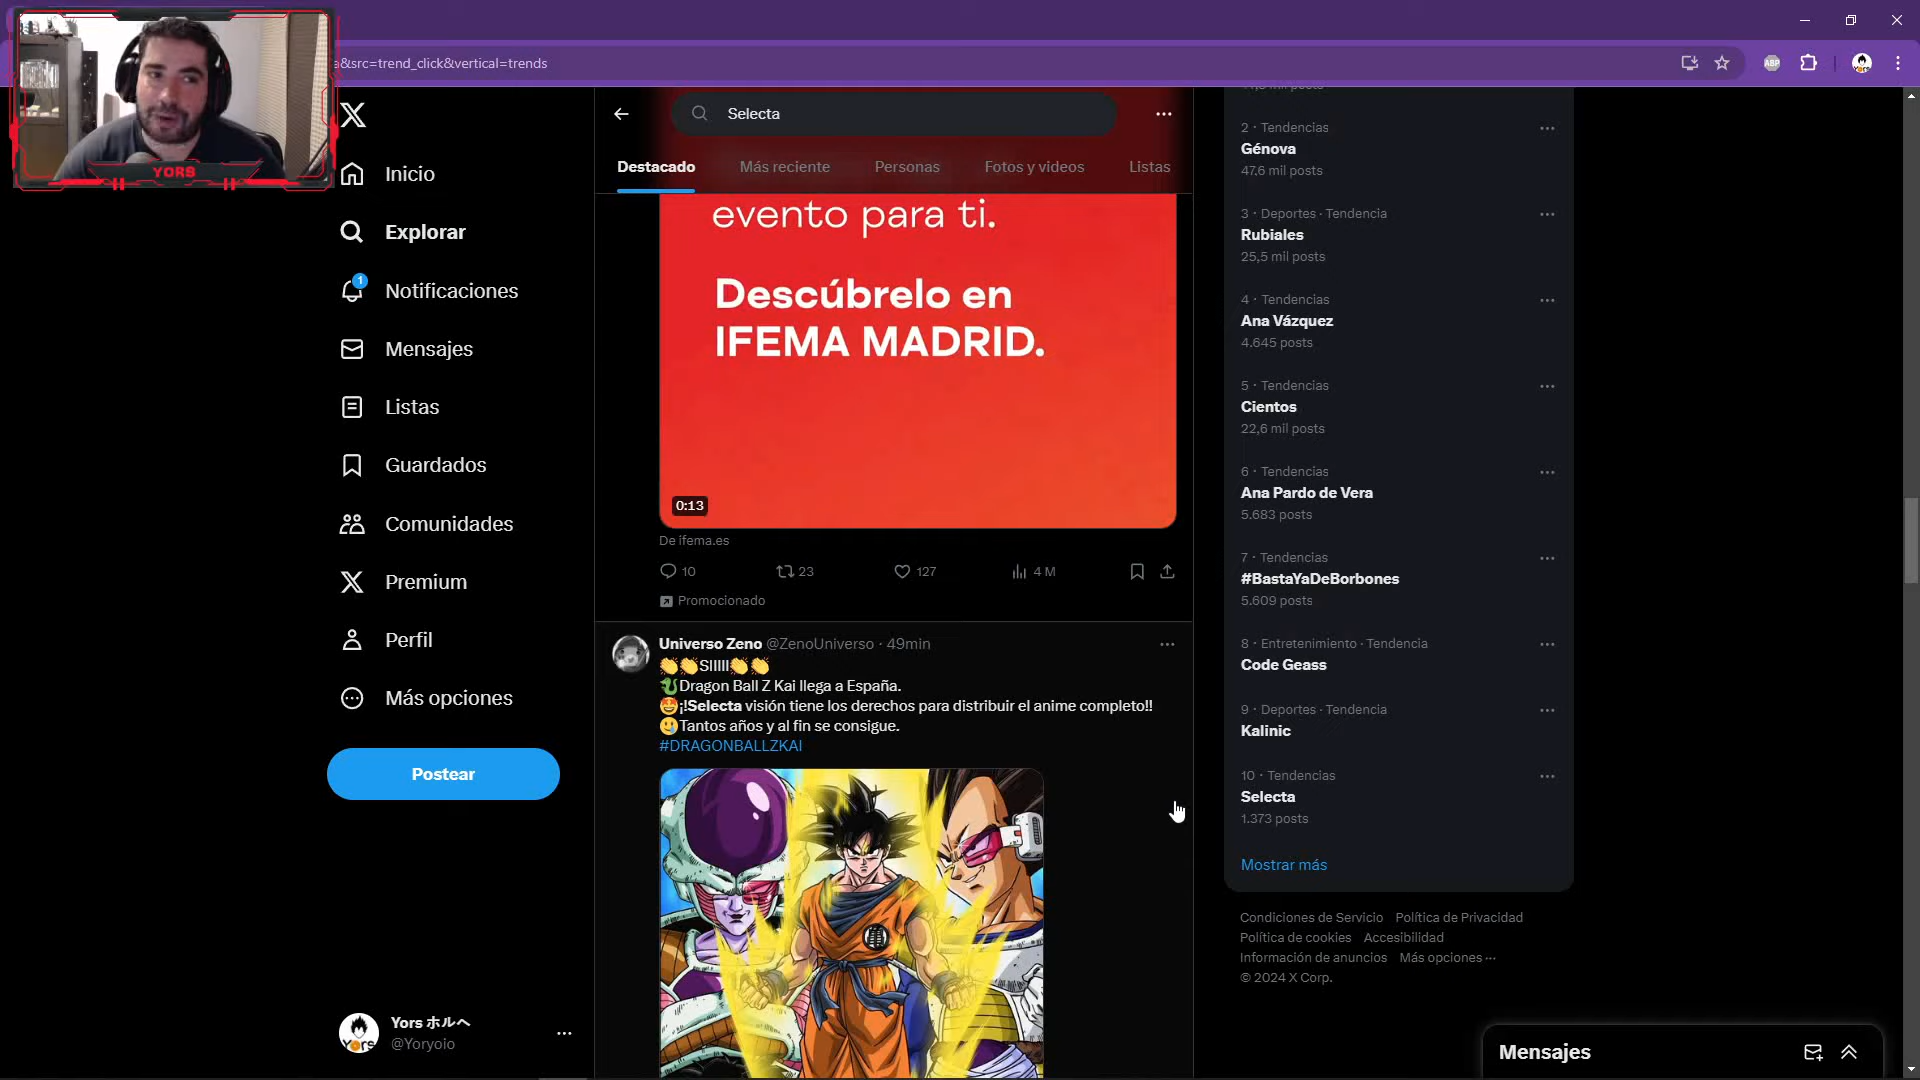 &src=trend_click&vertical=trends
YORS
Inicio
Explorar
1
Notificaciones
Mensajes
Listas
Guardados
Comunidades
Premium
Perfil
Más opciones
Postear
Yors ホルへ
@Yoryoio
Selecta
Destacado
Más reciente
Personas
Fotos y videos
Listas
evento para ti.
Descúbrelo en
IFEMA MADRID.
0:13
De ifema.es
10
23
127
4 M
Promocionado
Universo Zeno @ZenoUniverso · 49min
👏👏SIIIII👏👏
🐉Dragon Ball Z Kai llega a España.
🤩¡!Selecta visión tiene los derechos para distribuir el anime completo!!
🥲Tantos años y al fin se consigue.
#DRAGONBALLZKAI
2 · Tendencias
Génova
47,6 mil posts
3 · Deportes · Tendencia
Rubiales
25,5 mil posts
4 · Tendencias
Ana Vázquez
4.645 posts
5 · Tendencias
Cientos
22,6 mil posts
6 · Tendencias
Ana Pardo de Vera
5.683 posts
7 · Tendencias
#BastaYaDeBorbones
5.609 posts
8 · Entretenimiento · Tendencia
Code Geass
9 · Deportes · Tendencia
Kalinic
10 · Tendencias
Selecta
1.373 posts
Mostrar más
Condiciones de Servicio Política de Privacidad
Política de cookies Accesibilidad
Información de anuncios Más opciones ···
© 2024 X Corp.
Mensajes
ABP